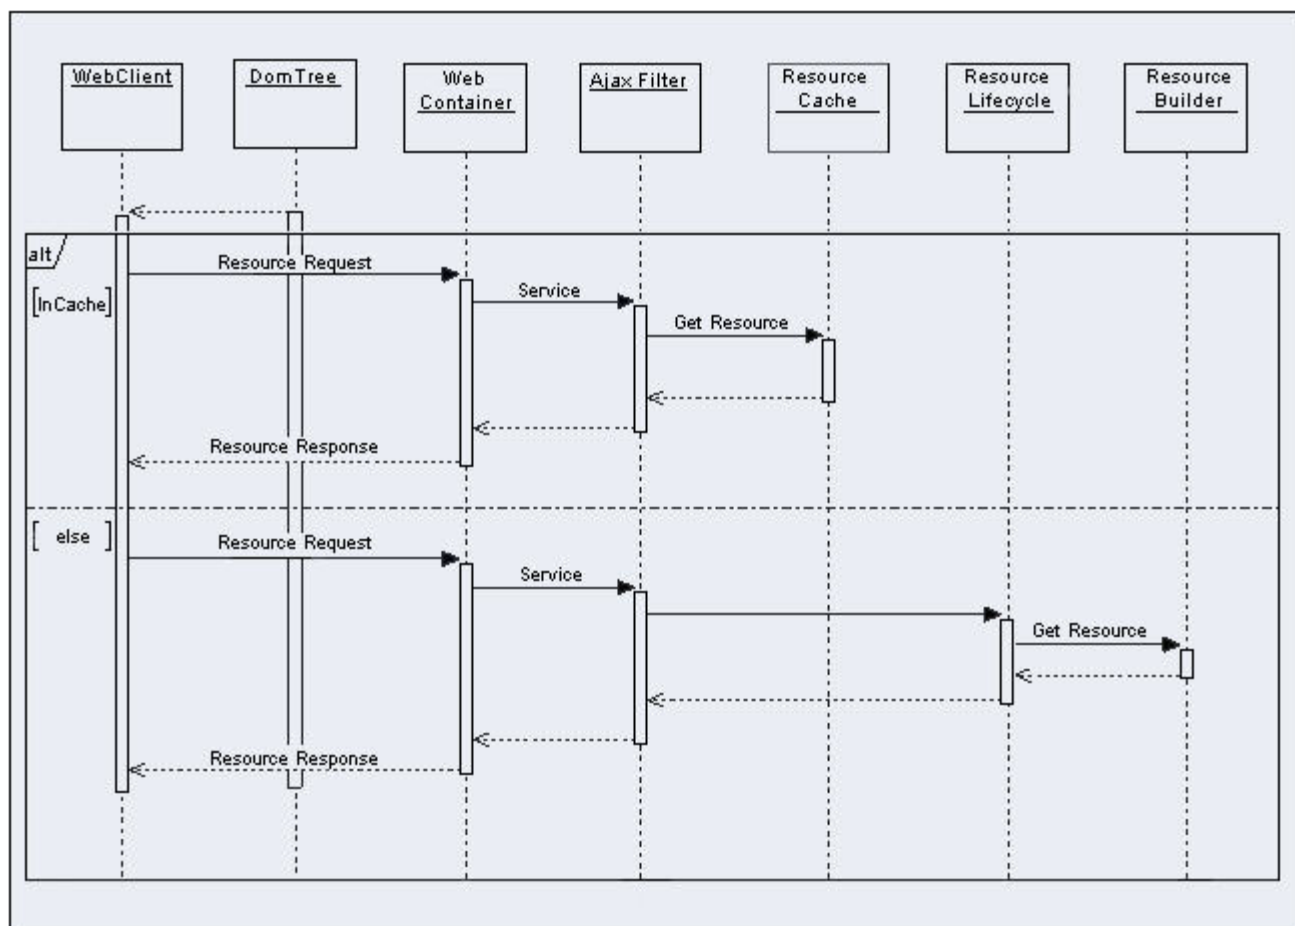 WebClient
DomTree
Web
Container
Ajax Filter
Resource
Cache
Resource
Lifecycle
Resource
Builder
alt
[InCache]
Resource Request
Service
Get Resource
Resource Response
[ else ]
Resource Request
Service
Get Resource
Resource Response